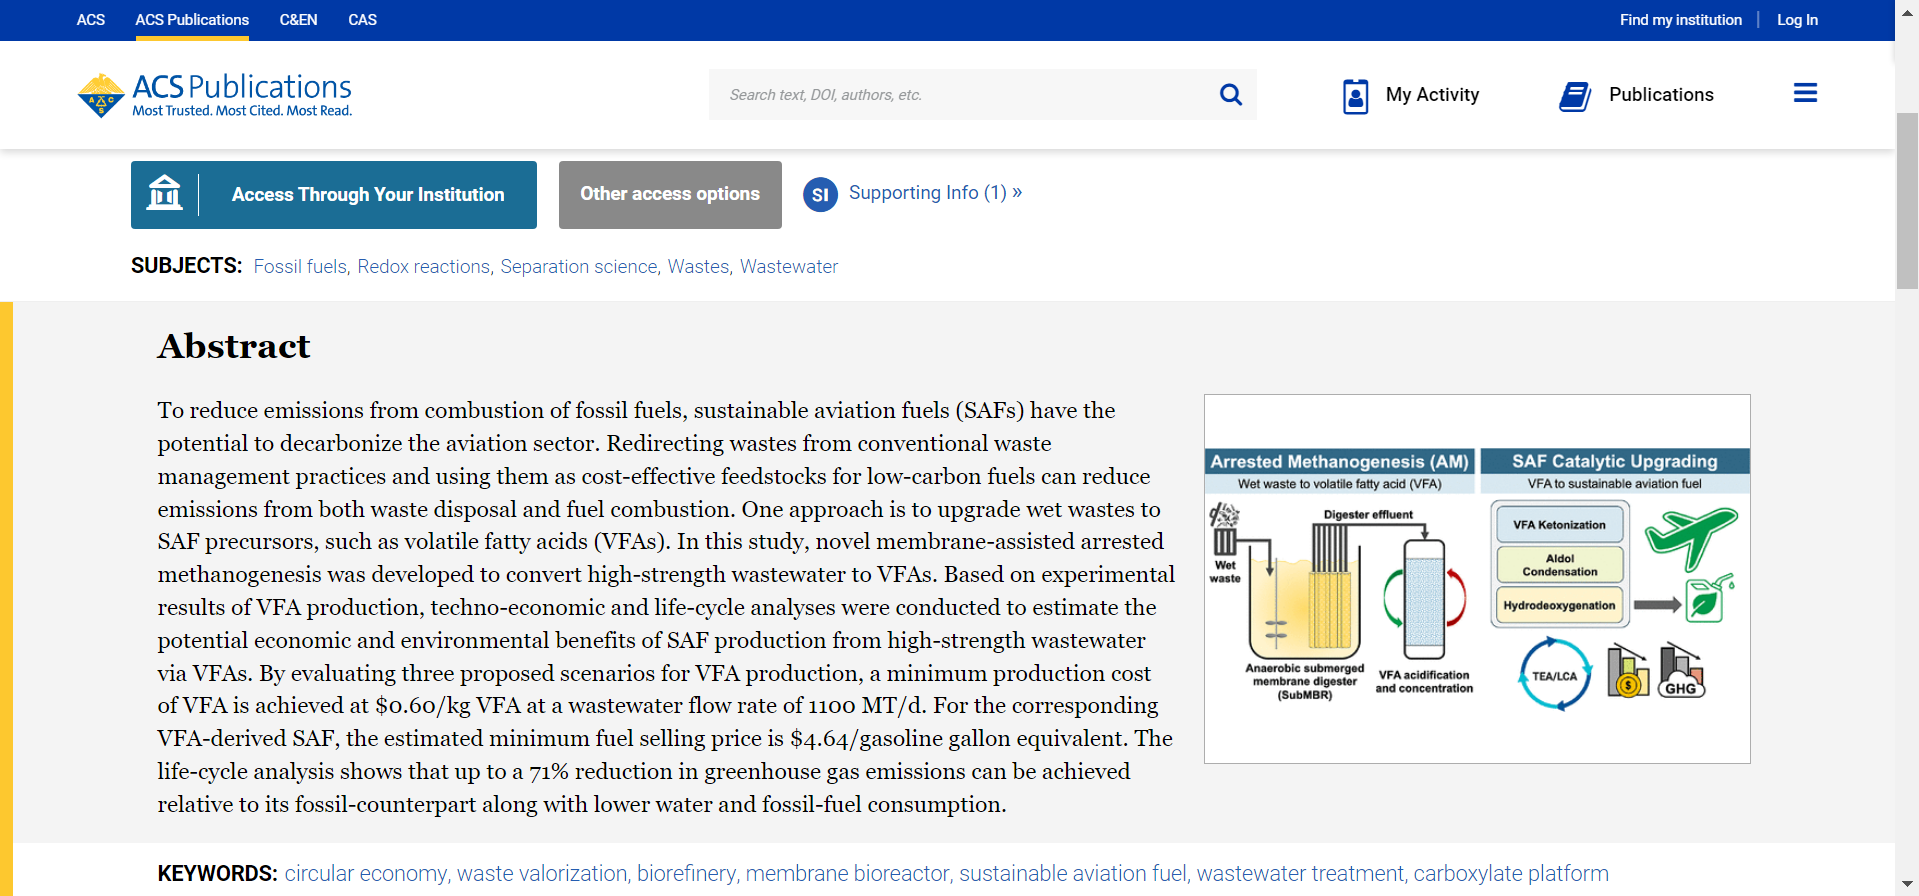 ACS ACS Publications C&EN CAS Find my institution Log In
ACS Publications
Most Trusted. Most Cited. Most Read.
A C S
Search text, DOI, authors, etc.
My Activity
Publications
Access Through Your Institution
Other access options
SI Supporting Info (1) »
SUBJECTS: Fossil fuels, Redox reactions, Separation science, Wastes, Wastewater
Abstract
To reduce emissions from combustion of fossil fuels, sustainable aviation fuels (SAFs) have the
potential to decarbonize the aviation sector. Redirecting wastes from conventional waste
management practices and using them as cost-effective feedstocks for low-carbon fuels can reduce
emissions from both waste disposal and fuel combustion. One approach is to upgrade wet wastes to
SAF precursors, such as volatile fatty acids (VFAs). In this study, novel membrane-assisted arrested
methanogenesis was developed to convert high-strength wastewater to VFAs. Based on experimental
results of VFA production, techno-economic and life-cycle analyses were conducted to estimate the
potential economic and environmental benefits of SAF production from high-strength wastewater
via VFAs. By evaluating three proposed scenarios for VFA production, a minimum production cost
of VFA is achieved at $0.60/kg VFA at a wastewater flow rate of 1100 MT/d. For the corresponding
VFA-derived SAF, the estimated minimum fuel selling price is $4.64/gasoline gallon equivalent. The
life-cycle analysis shows that up to a 71% reduction in greenhouse gas emissions can be achieved
relative to its fossil-counterpart along with lower water and fossil-fuel consumption.
Arrested Methanogenesis (AM)
Wet waste to volatile fatty acid (VFA)
Digester effluent
Wet
waste
Anaerobic submerged
membrane digester
(SubMBR)
VFA acidification
and concentration
SAF Catalytic Upgrading
VFA to sustainable aviation fuel
VFA Ketonization
Aldol
Condensation
Hydrodeoxygenation
TEA/LCA
$
GHG
KEYWORDS: circular economy, waste valorization, biorefinery, membrane bioreactor, sustainable aviation fuel, wastewater treatment, carboxylate platform